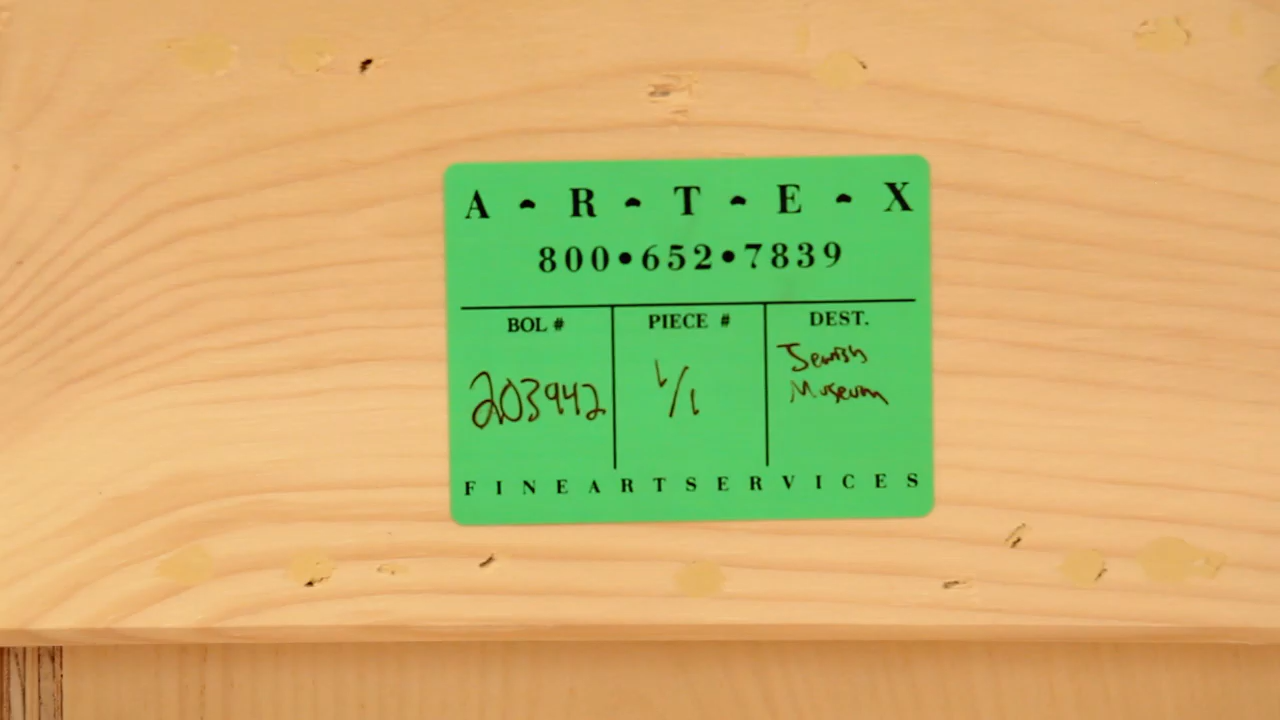 A-R-T-E-X
800•652•7839
BOL # PIECE # DEST.
203942 1/1 Jewish
Museum
FINEARTSERVICES